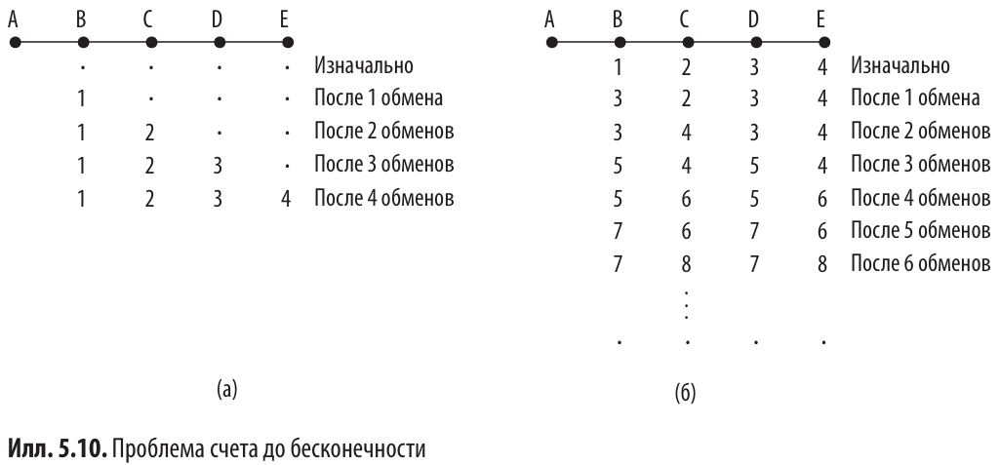 A B C D E
. . . . Изначально
1 . . . После 1 обмена
1 2 . . После 2 обменов
1 2 3 . После 3 обменов
1 2 3 4 После 4 обменов
(а)
A B C D E
1 2 3 4 Изначально
3 2 3 4 После 1 обмена
3 4 3 4 После 2 обменов
5 4 5 4 После 3 обменов
5 6 5 6 После 4 обменов
7 6 7 6 После 5 обменов
7 8 7 8 После 6 обменов
⋮
. . . .
(б)
Илл. 5.10. Проблема счета до бесконечности